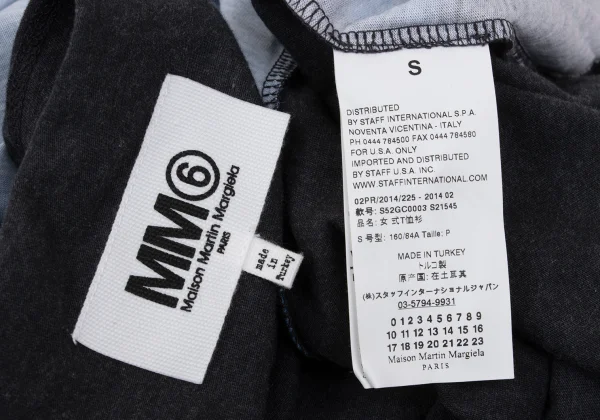 MM⑥
Maison Martin Margiela
PARIS
made
in
Turkey
S
DISTRIBUTED
BY STAFF INTERNATIONAL S.P.A.
NOVENTA VICENTINA - ITALY
PH 0444 784500 FAX 0444 784580
FOR U.S.A. ONLY
IMPORTED AND DISTRIBUTED
BY STAFF U.S.A. INC.
WWW.STAFFINTERNATIONAL.COM
02PR/2014/225 - 2014 02
款号: S52GC0003 S21545
品名: 女 式T恤衫
S 号型: 160/84A Taille: P
MADE IN TURKEY
トルコ製
原产国: 在土耳其
(株)スタッフインターナショナルジャパン
03-5794-9931
0 1 2 3 4 5 6 7 8 9
10 11 12 13 14 15 16
17 18 19 20 21 22 23
Maison Martin Margiela
PARIS